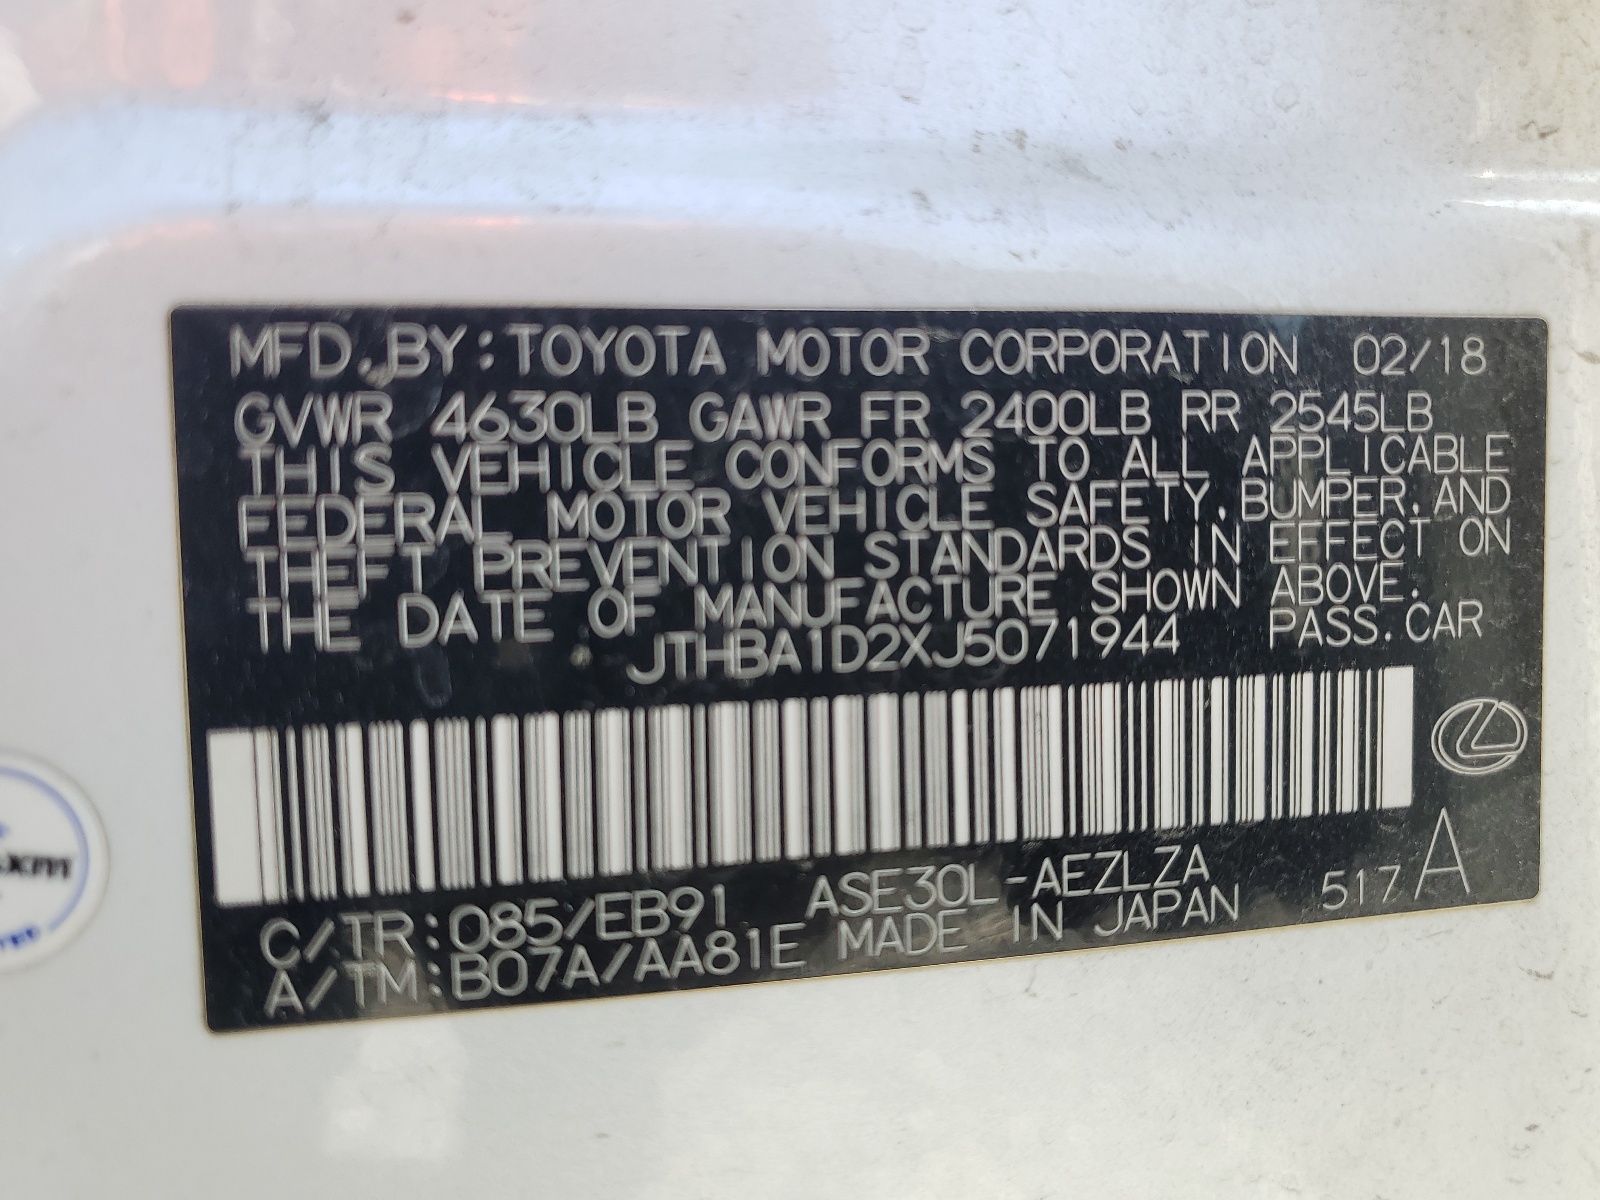 MFD.BY:TOYOTA MOTOR CORPORATION 02/18
GVWR 4630LB GAWR FR 2400LB RR 2545LB
THIS VEHICLE CONFORMS TO ALL APPLICABLE
FEDERAL MOTOR VEHICLE SAFETY,BUMPER,AND
THEFT PREVENTION STANDARDS IN EFFECT ON
THE DATE OF MANUFACTURE SHOWN ABOVE.
JTHBA1D2XJ5071944 PASS.CAR
C/TR:085/EB91 ASE30L-AEZLZA
A/TM:B07A/AA81E MADE IN JAPAN 517 A